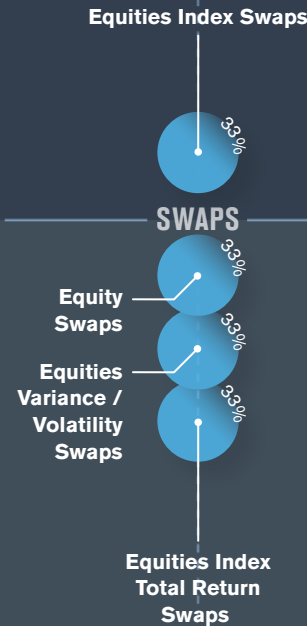 Equities Index Swaps
33%
SWAPS
33%
Equity
Swaps
33%
Equities
Variance /
Volatility
Swaps
33%
Equities Index
Total Return
Swaps